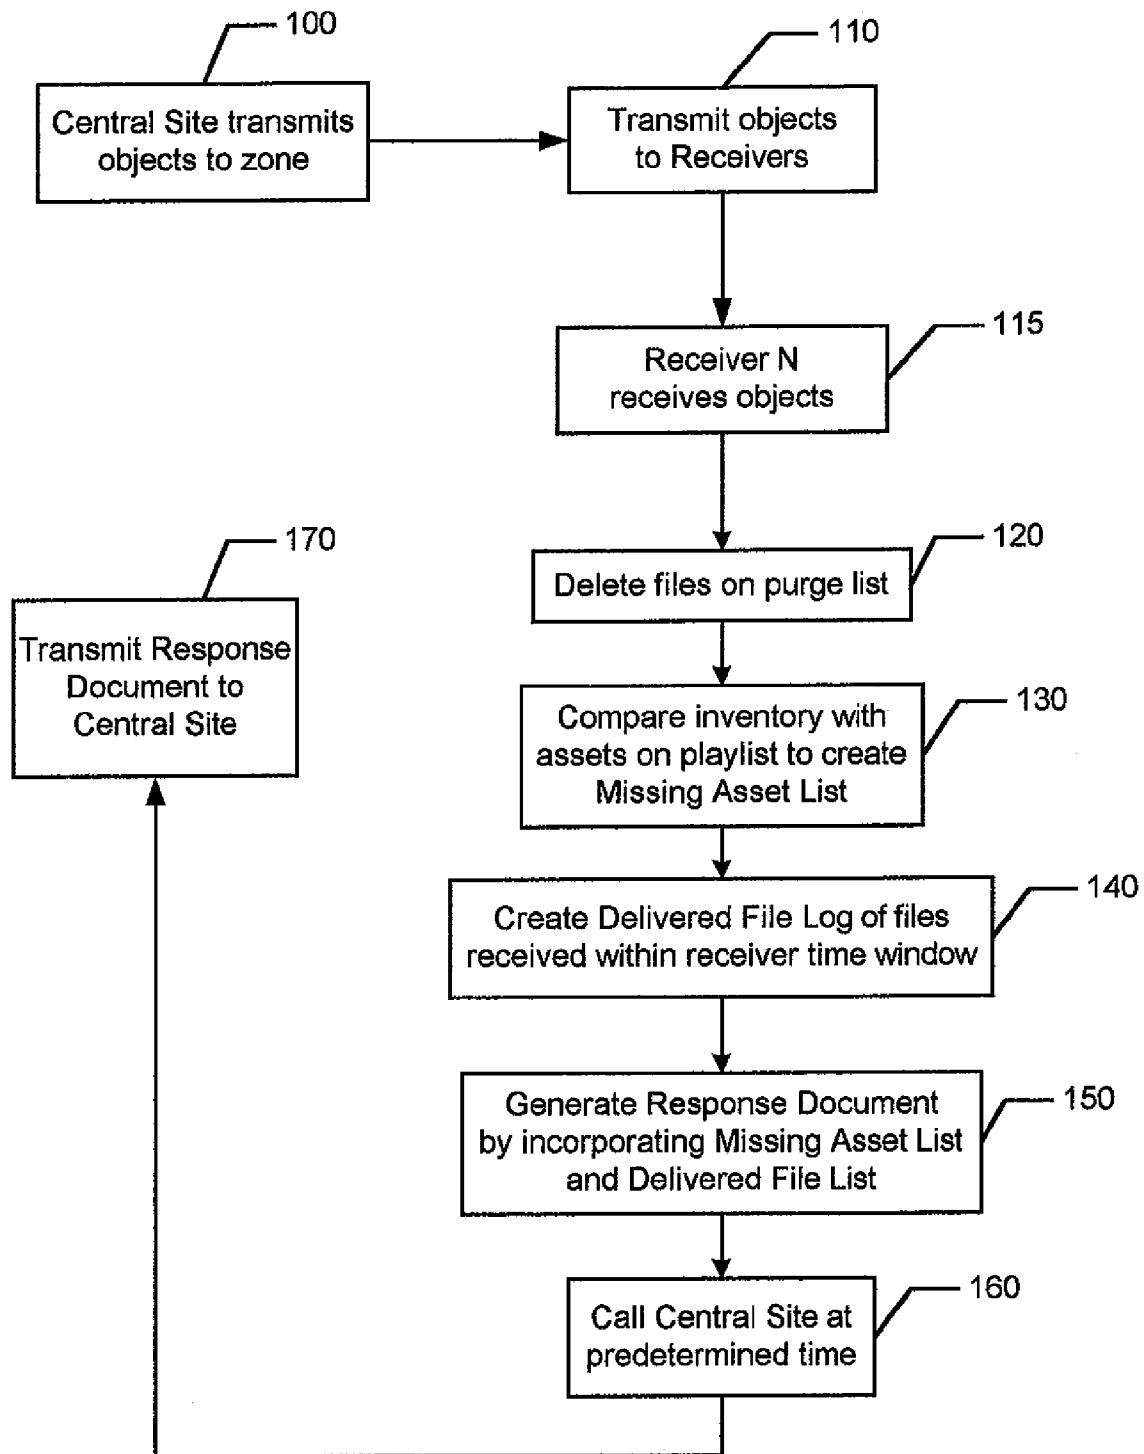 100
Central Site transmits
objects to zone
110
Transmit objects
to Receivers
115
Receiver N
receives objects
120
Delete files on purge list
170
Transmit Response
Document to
Central Site
130
Compare inventory with
assets on playlist to create
Missing Asset List
140
Create Delivered File Log of files
received within receiver time window
150
Generate Response Document
by incorporating Missing Asset List
and Delivered File List
160
Call Central Site at
predetermined time